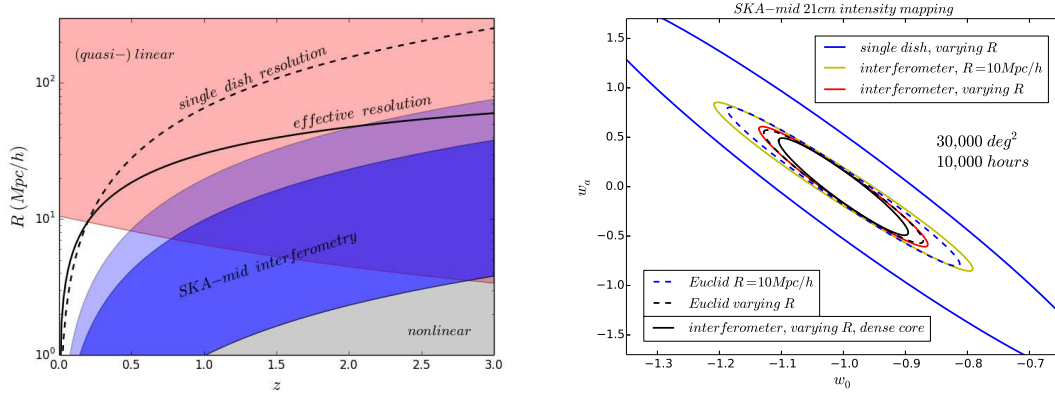 (quasi−) linear
single dish resolution
effective resolution
SKA−mid interferometry
nonlinear
R (Mpc/h)
10²
10¹
10⁰
0.0 0.5 1.0 1.5 2.0 2.5 3.0
z
SKA−mid 21cm intensity mapping
single dish, varying R
interferometer, R=10Mpc/h
interferometer, varying R
30,000 deg²
10,000 hours
Euclid R=10Mpc/h
Euclid varying R
interferometer, varying R, dense core
w_a
1.5
1.0
0.5
0.0
−0.5
−1.0
−1.5
−1.3 −1.2 −1.1 −1.0 −0.9 −0.8 −0.7
w₀